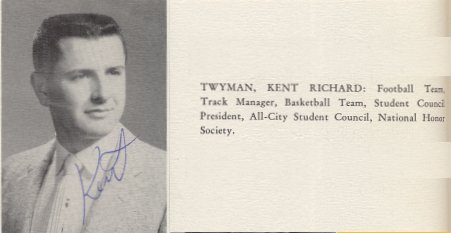 TWYMAN, KENT RICHARD: Football Team,
Track Manager, Basketball Team, Student Council
President, All-City Student Council, National Honor
Society.
Kent